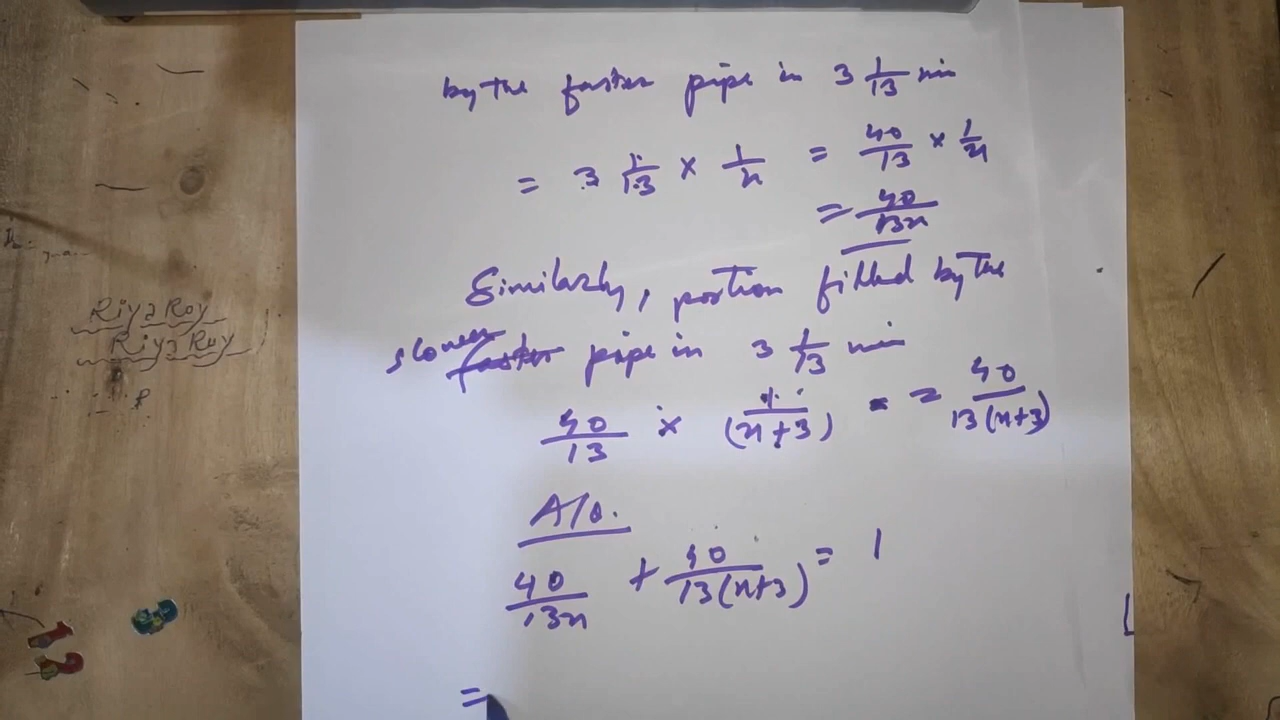 by the faster pipe in 3 1/13 min
= 3 1/13 × 1/x = 40/13 × 1/x
= 40/13x
Similarly, portion filled by the
slower faster pipe in 3 1/13 min
40/13 × 1/(x+3) = 40/13(x+3)
A/Q.
40/13x + 40/13(x+3) = 1
=
Riya Roy
Riya Roy